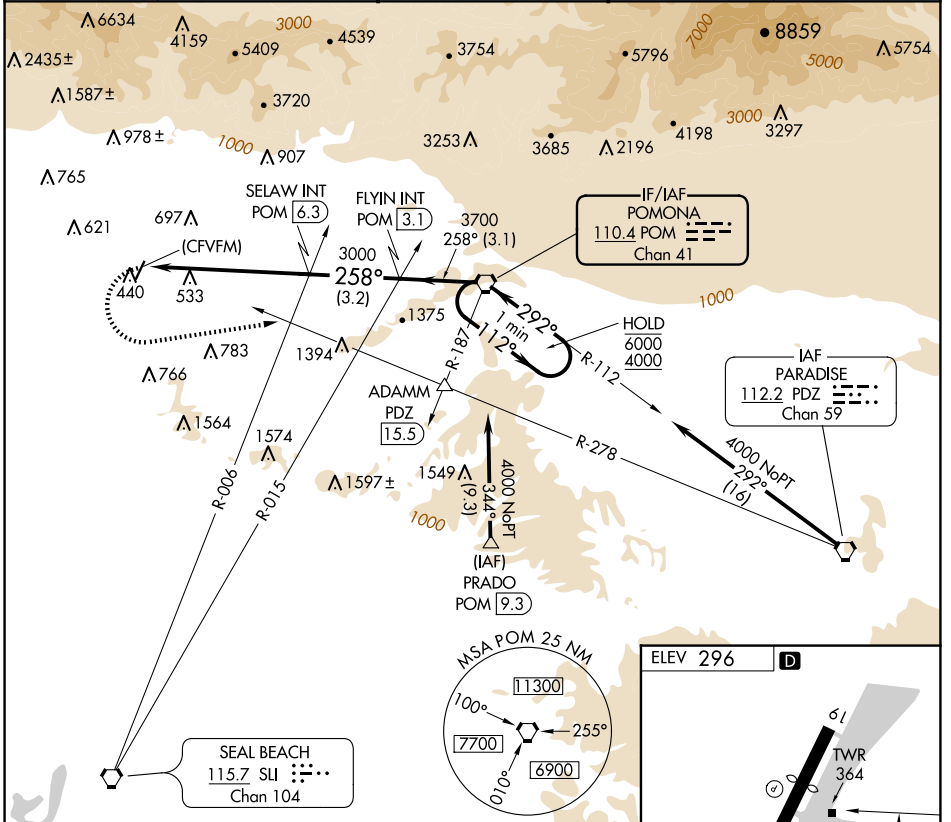 6634
4159
3000
5409
4539
3754
5796
7000
8859
5754
5000
2435±
1587±
3720
978 ±
1000
907
3253
3685
2196
4198
3000
3297
765
621
697
SELAW INT
POM 6.3
FLYIN INT
POM 3.1
3700
258° (3.1)
IF/IAF
POMONA
110.4 POM
Chan 41
(CFVFM)
440
533
3000
258°
(3.2)
1000
1375
1394
783
766
292°
1 min
112°
HOLD
6000
4000
R-187
R-112
IAF
PARADISE
112.2 PDZ
Chan 59
ADAMM
PDZ
15.5
1564
1574
1597 ±
1549
R-278
4000 NoPT
292°
(16)
4000 NoPT
344°
(9.3)
R-006
R-015
1000
(IAF)
PRADO
POM 9.3
MSA POM 25 NM
11300
100°
255°
7700
6900
010°
SEAL BEACH
115.7 SLI
Chan 104
ELEV 296
D
19
TWR
364
P